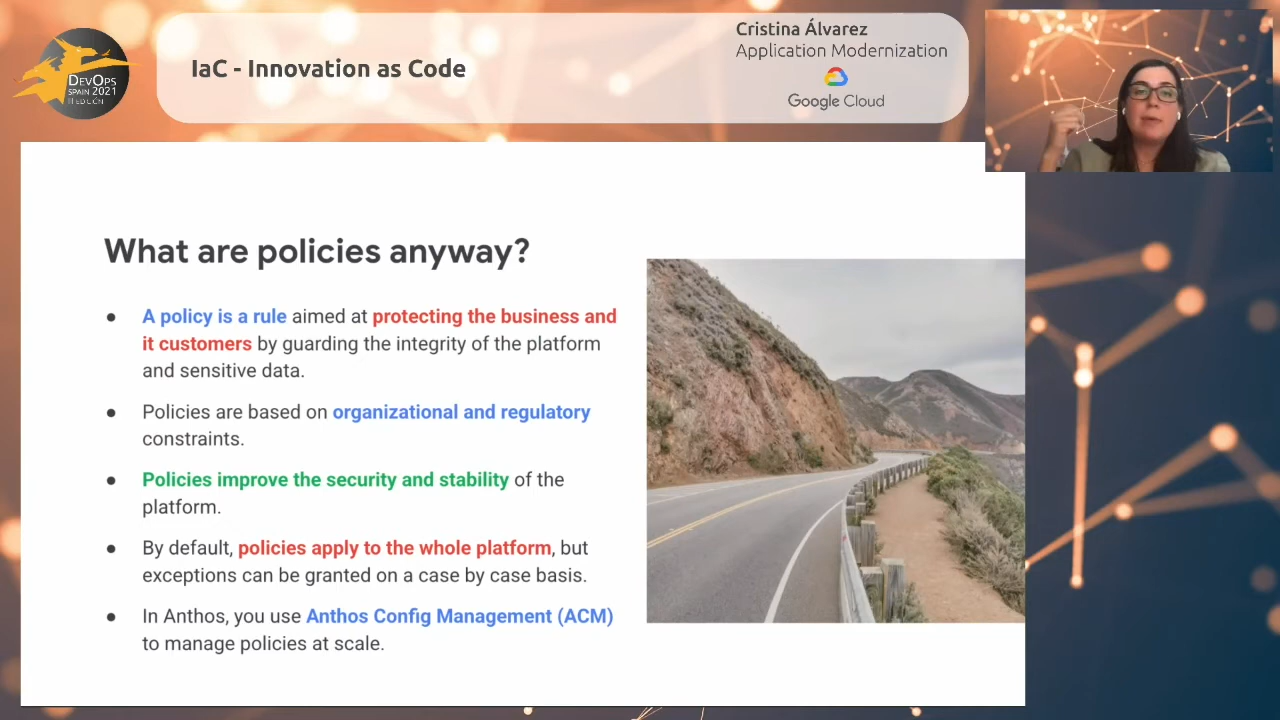 DEVOPS
SPAIN 2021
II EDICIÓN
IaC - Innovation as Code
Cristina Álvarez
Application Modernization
Google Cloud
What are policies anyway?
● A policy is a rule aimed at protecting the business and
it customers by guarding the integrity of the platform
and sensitive data.
● Policies are based on organizational and regulatory
constraints.
● Policies improve the security and stability of the
platform.
● By default, policies apply to the whole platform, but
exceptions can be granted on a case by case basis.
● In Anthos, you use Anthos Config Management (ACM)
to manage policies at scale.